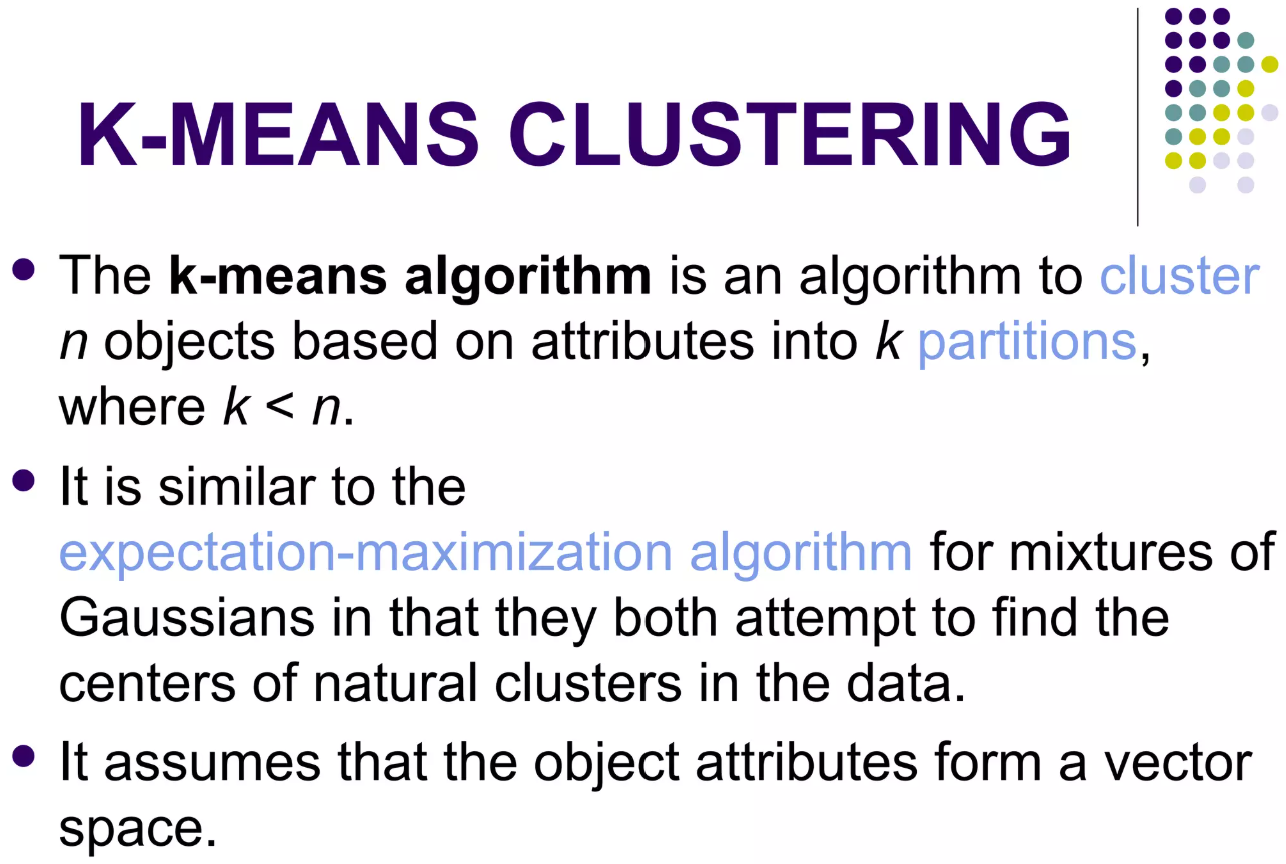 K-MEANS CLUSTERING
• The k-means algorithm is an algorithm to cluster
n objects based on attributes into k partitions,
where k < n.
• It is similar to the
expectation-maximization algorithm for mixtures of
Gaussians in that they both attempt to find the
centers of natural clusters in the data.
• It assumes that the object attributes form a vector
space.